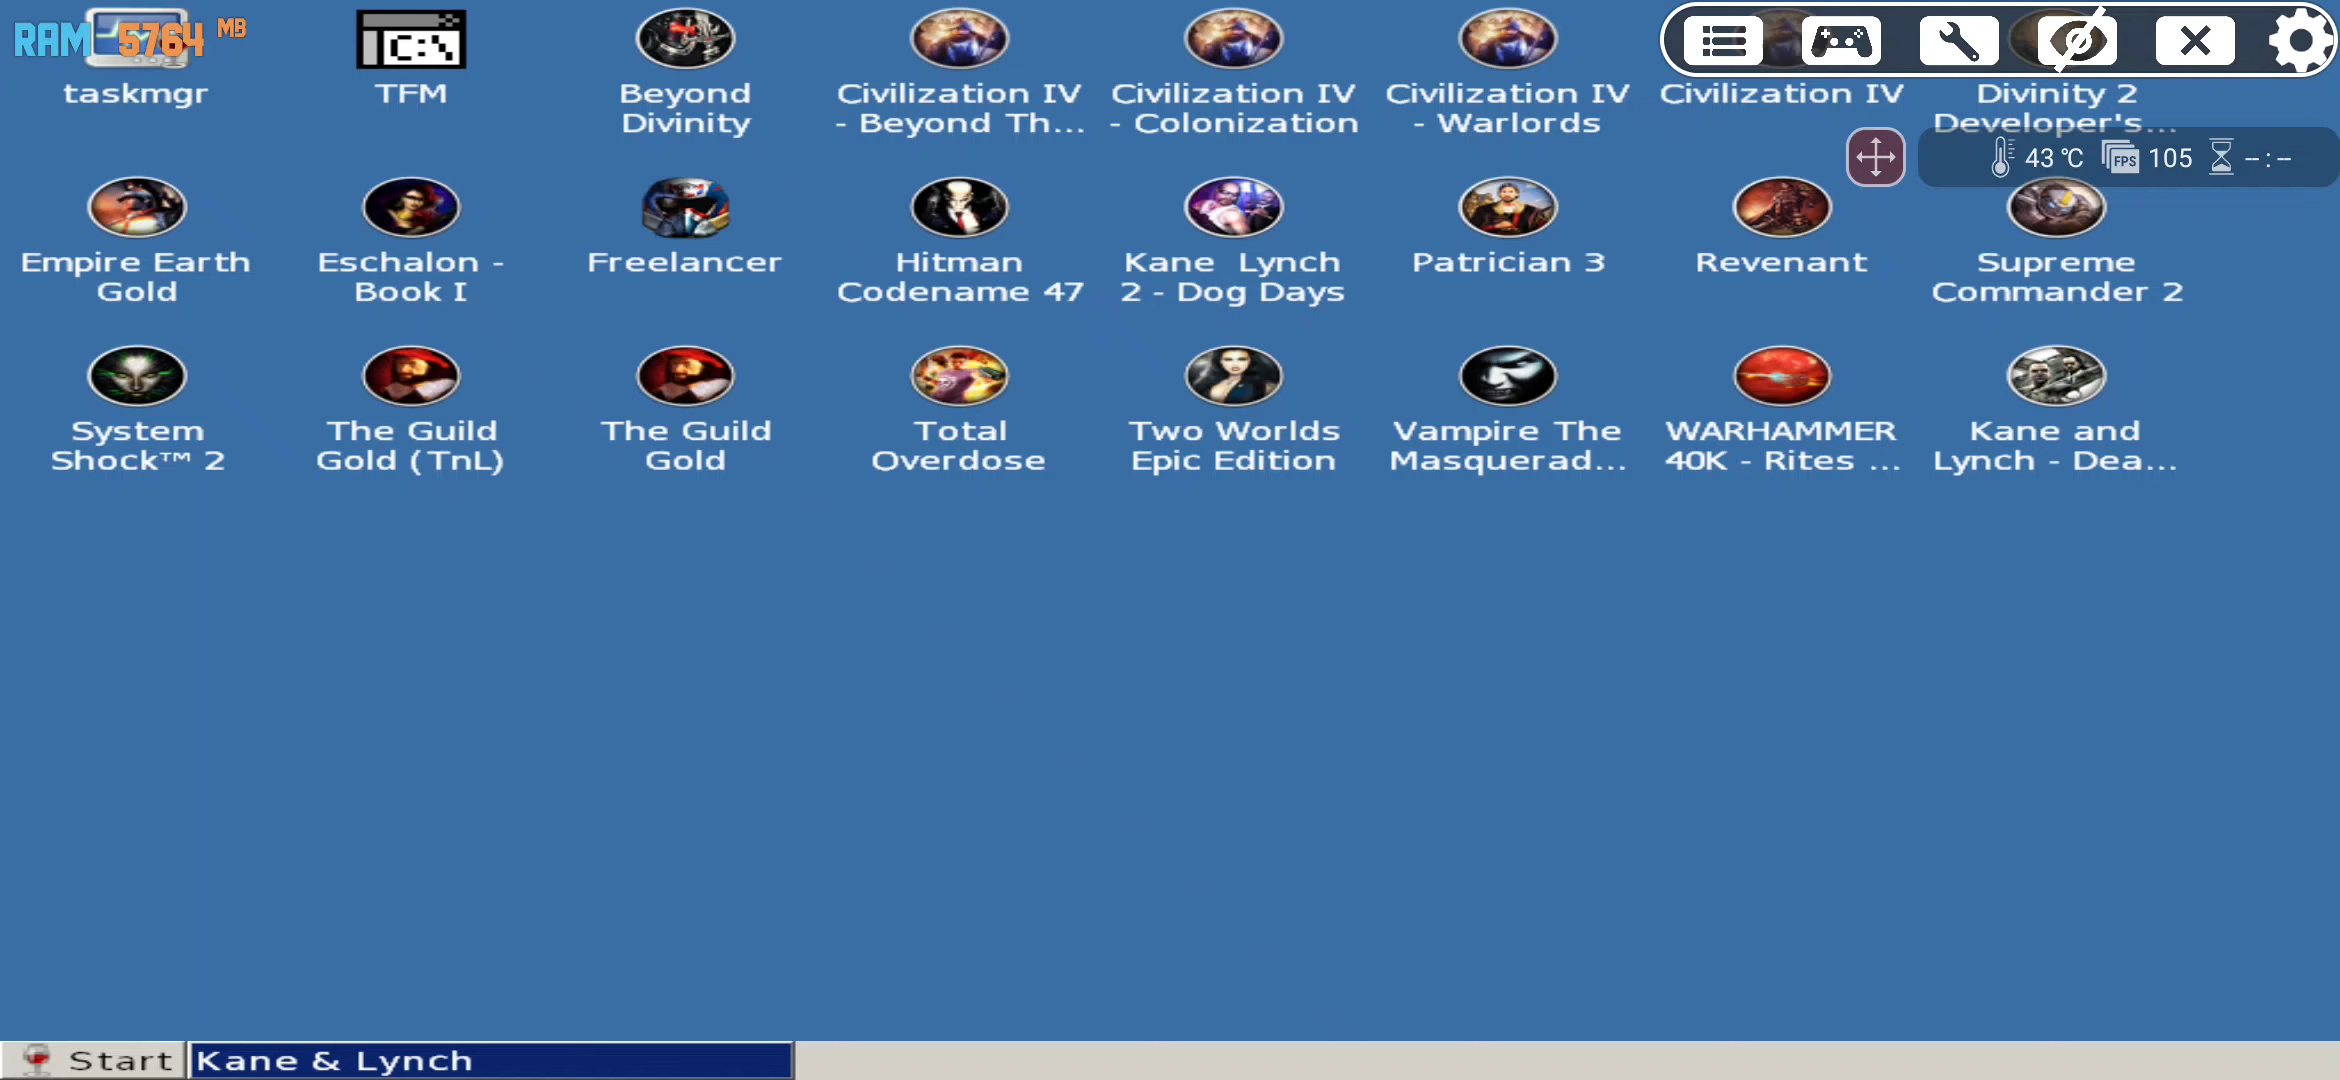 RAM 5764 MB
taskmgr
TFM
C:\
Beyond
Divinity
Civilization IV
- Beyond Th...
Civilization IV
- Colonization
Civilization IV
- Warlords
Civilization IV
Divinity 2
Developer's...
43 °C FPS 105 --:--
Empire Earth
Gold
Eschalon -
Book I
Freelancer
Hitman
Codename 47
Kane  Lynch
2 - Dog Days
Patrician 3
Revenant
Supreme
Commander 2
System
Shock™ 2
The Guild
Gold (TnL)
The Guild
Gold
Total
Overdose
Two Worlds
Epic Edition
Vampire The
Masquerad...
WARHAMMER
40K - Rites ...
Kane and
Lynch - Dea...
Start
Kane & Lynch